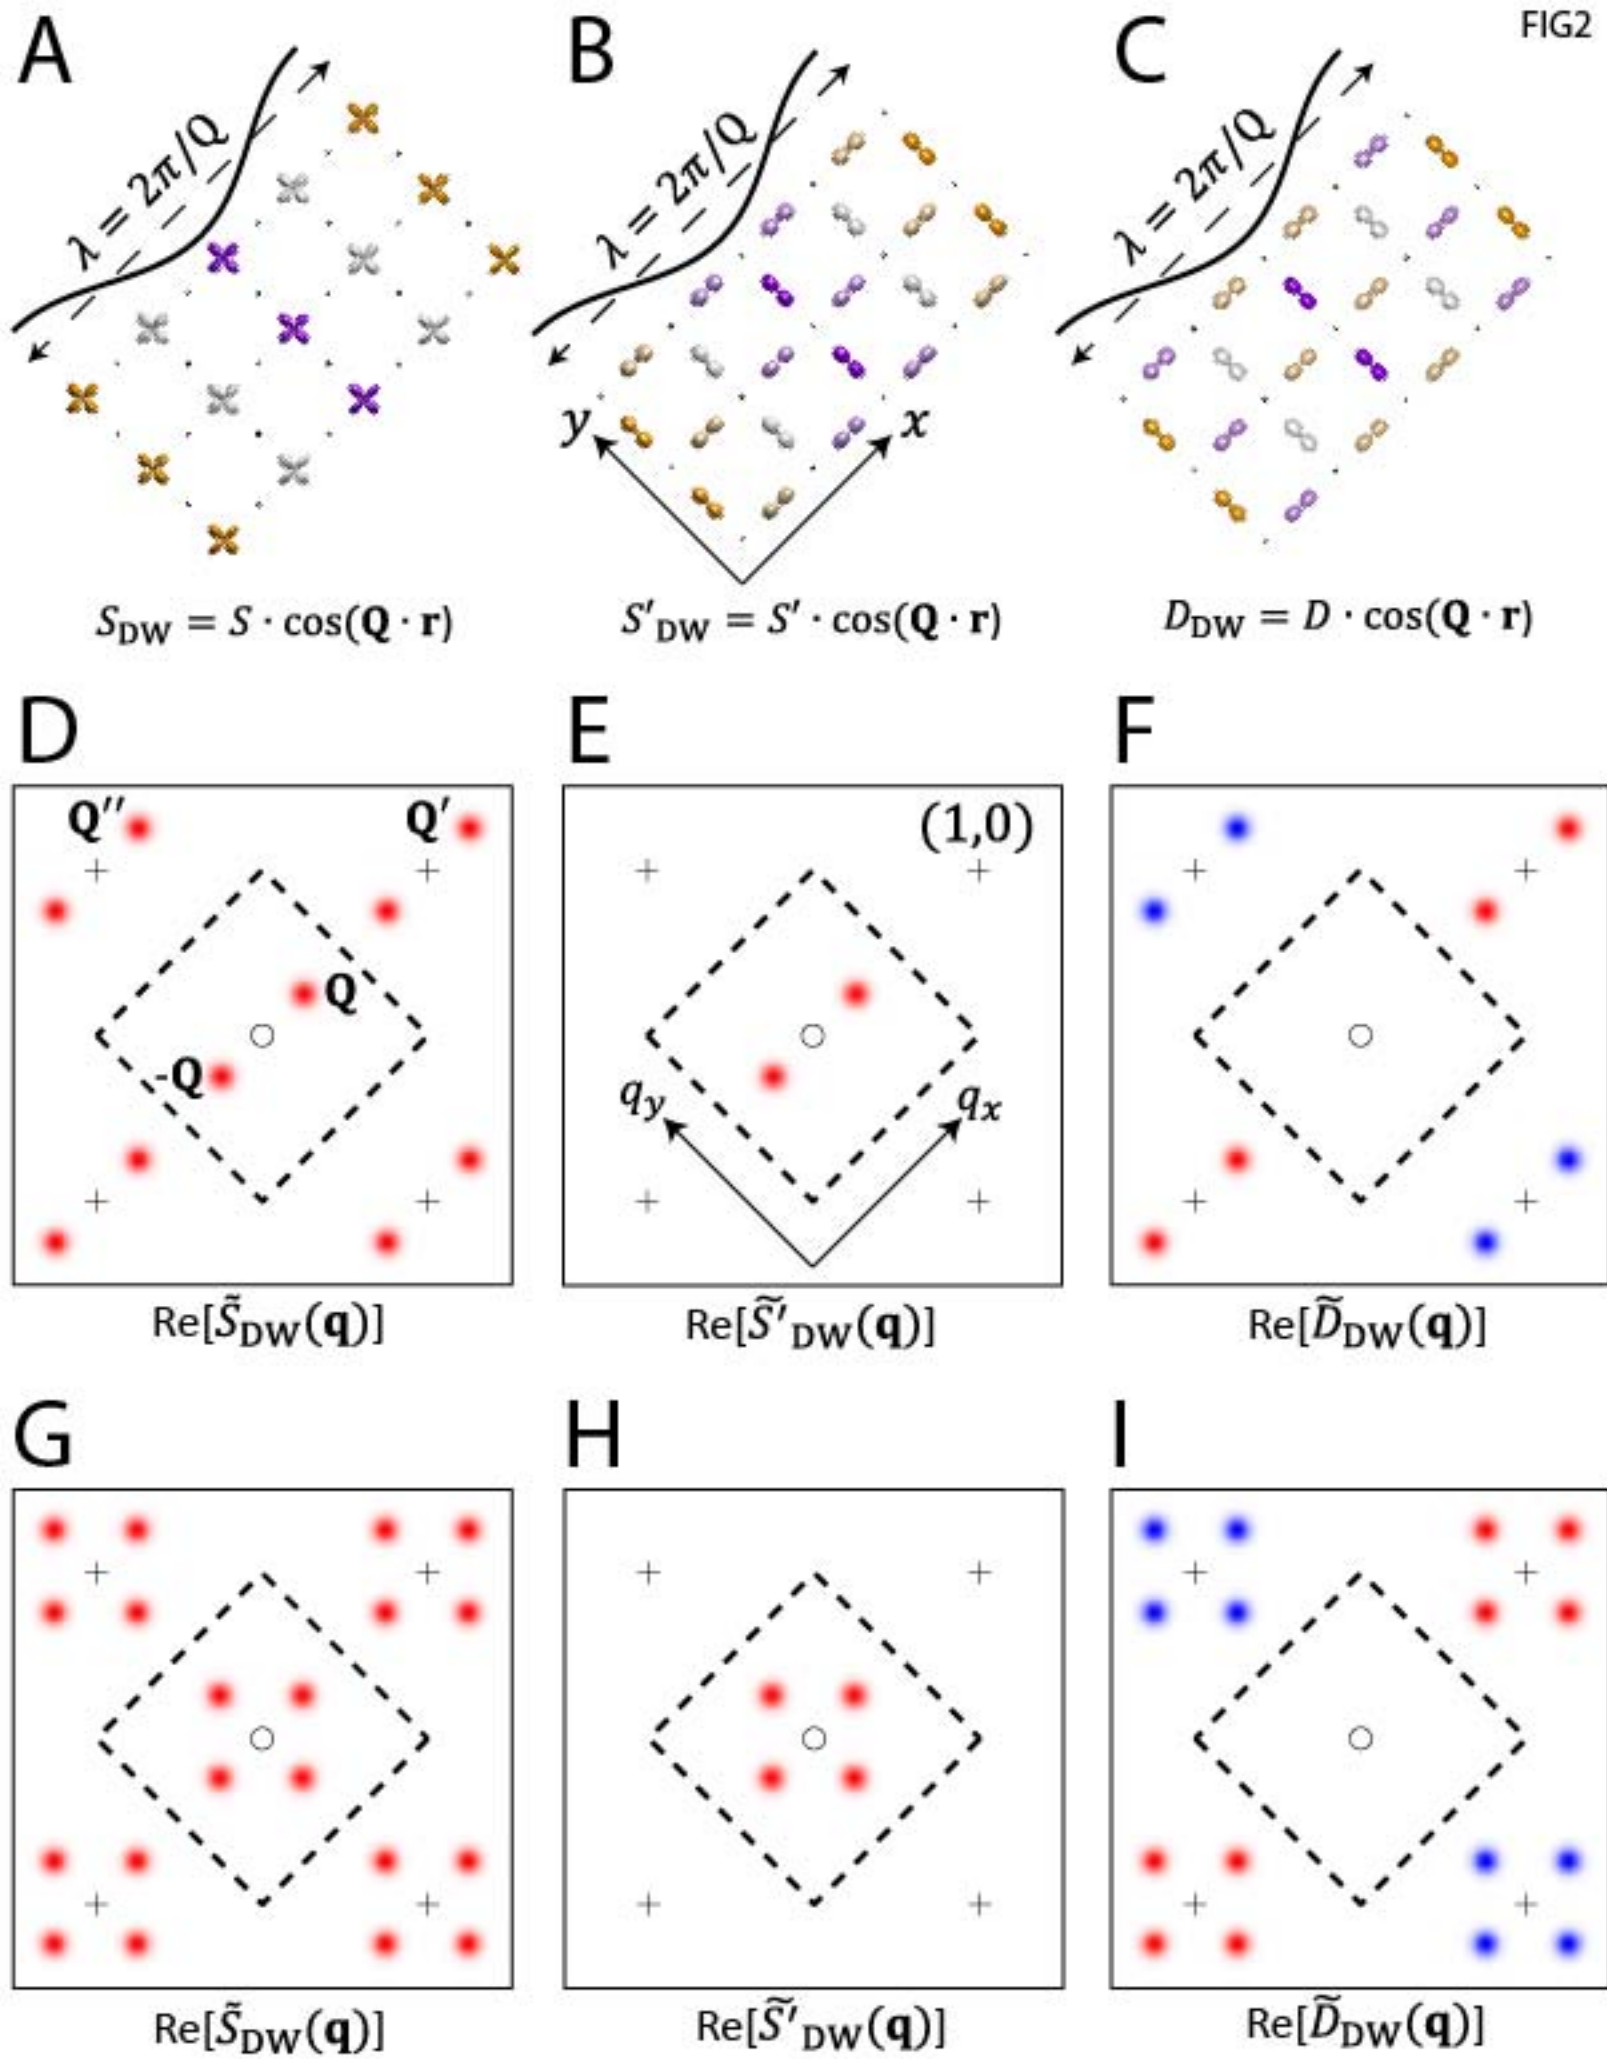 FIG2
A
B
C
λ = 2π/Q
λ = 2π/Q
λ = 2π/Q
y
x
S_DW = S · cos(𝐐 · 𝐫)
S′_DW = S′ · cos(𝐐 · 𝐫)
D_DW = D · cos(𝐐 · 𝐫)
D
E
F
Q″
Q′
(1,0)
Q
-Q
q_y
q_x
Re[S̃_DW(𝐪)]
Re[S̃′_DW(𝐪)]
Re[D̃_DW(𝐪)]
G
H
I
Re[S̃_DW(𝐪)]
Re[S̃′_DW(𝐪)]
Re[D̃_DW(𝐪)]